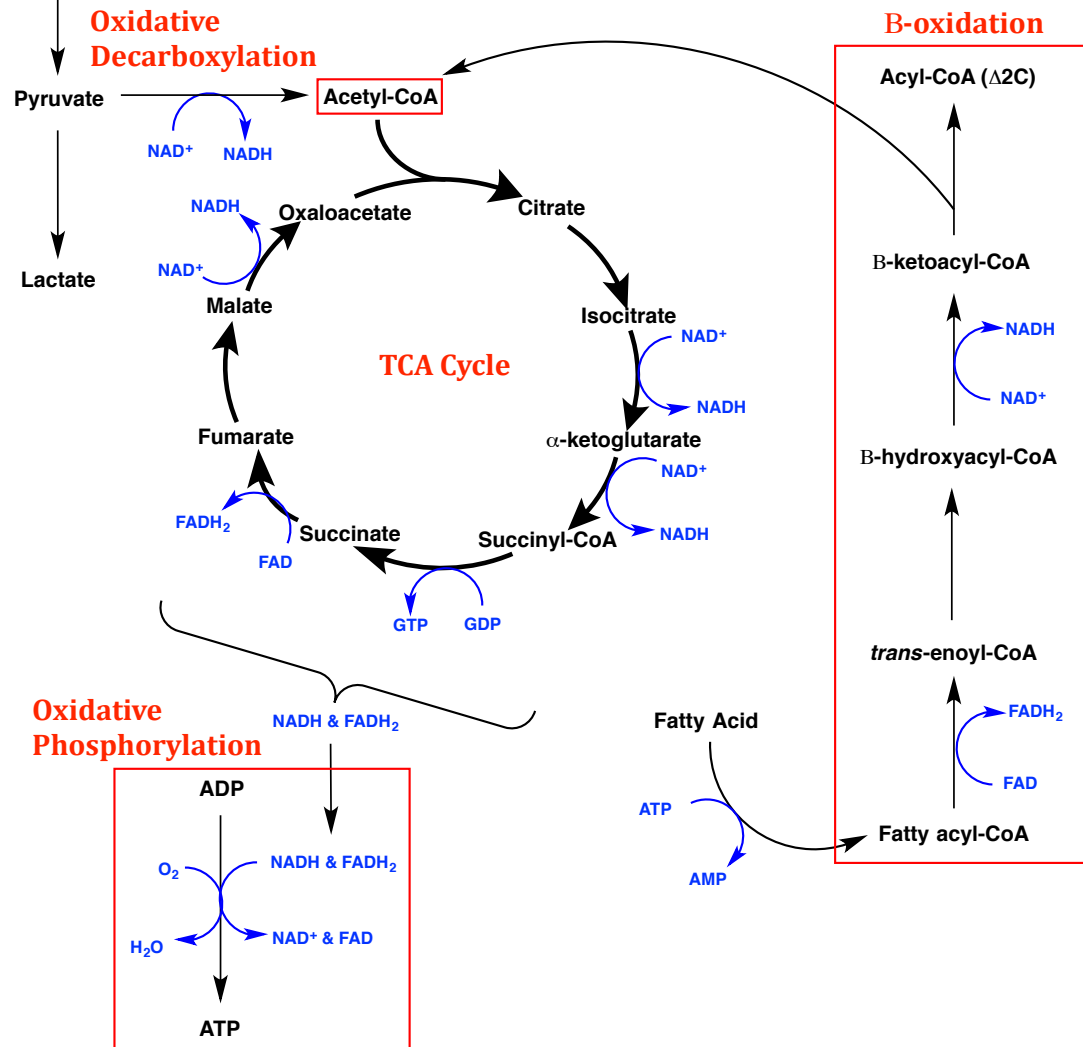 Oxidative
Decarboxylation
Pyruvate
NAD⁺
NADH
Acetyl-CoA
Lactate
Oxaloacetate
Citrate
NADH
NAD⁺
Malate
Isocitrate
NAD⁺
NADH
TCA Cycle
Fumarate
α-ketoglutarate
NAD⁺
NADH
FADH₂
FAD
Succinate
Succinyl-CoA
GTP
GDP
Β-oxidation
Acyl-CoA (Δ2C)
Β-ketoacyl-CoA
NADH
NAD⁺
Β-hydroxyacyl-CoA
trans-enoyl-CoA
FADH₂
FAD
Fatty acyl-CoA
Fatty Acid
ATP
AMP
NADH & FADH₂
Oxidative
Phosphorylation
ADP
O₂
NADH & FADH₂
H₂O
NAD⁺ & FAD
ATP